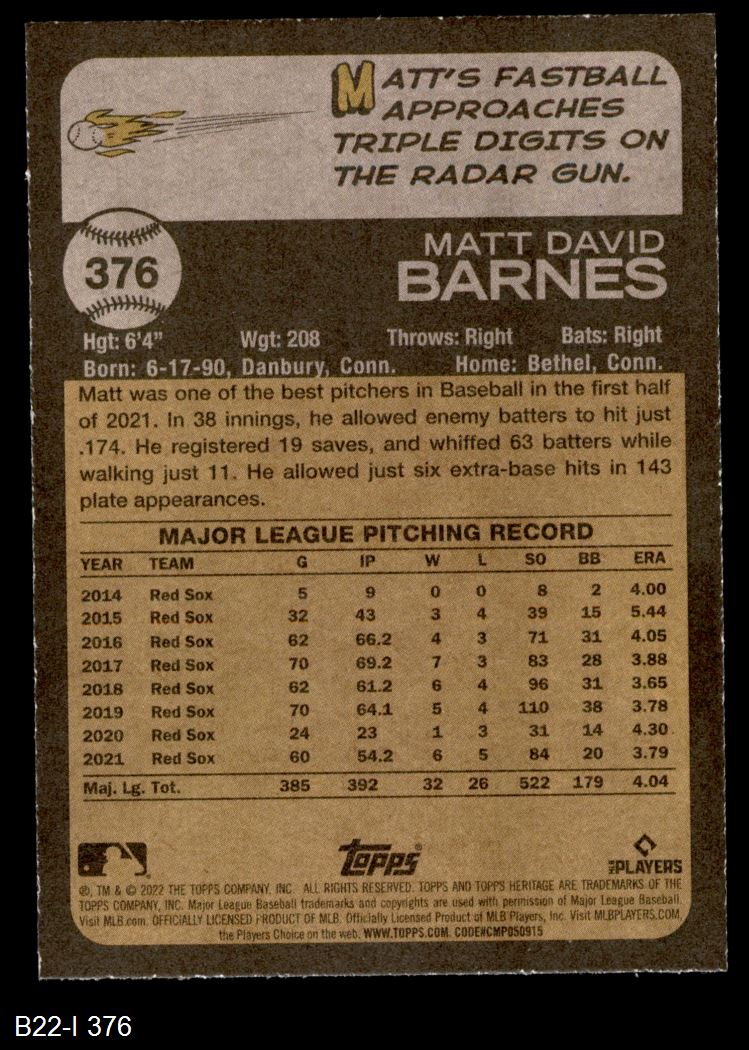 MATT'S FASTBALL
APPROACHES
TRIPLE DIGITS ON
THE RADAR GUN.
376
MATT DAVID
BARNES
Hgt: 6'4" Wgt: 208 Throws: Right Bats: Right
Born: 6-17-90, Danbury, Conn. Home: Bethel, Conn.
Matt was one of the best pitchers in Baseball in the first half
of 2021. In 38 innings, he allowed enemy batters to hit just
.174. He registered 19 saves, and whiffed 63 batters while
walking just 11. He allowed just six extra-base hits in 143
plate appearances.
MAJOR LEAGUE PITCHING RECORD
YEAR TEAM G IP W L SO BB ERA
2014 Red Sox 5 9 0 0 8 2 4.00
2015 Red Sox 32 43 3 4 39 15 5.44
2016 Red Sox 62 66.2 4 3 71 31 4.05
2017 Red Sox 70 69.2 7 3 83 28 3.88
2018 Red Sox 62 61.2 6 4 96 31 3.65
2019 Red Sox 70 64.1 5 4 110 38 3.78
2020 Red Sox 24 23 1 3 31 14 4.30
2021 Red Sox 60 54.2 6 5 84 20 3.79
Maj. Lg. Tot. 385 392 32 26 522 179 4.04
Topps
MLB PLAYERS
®, TM & © 2022 THE TOPPS COMPANY, INC. ALL RIGHTS RESERVED. TOPPS AND TOPPS HERITAGE ARE TRADEMARKS OF THE
TOPPS COMPANY, INC. Major League Baseball trademarks and copyrights are used with permission of Major League Baseball.
Visit MLB.com. OFFICIALLY LICENSED PRODUCT OF MLB. Officially Licensed Product of MLB Players, Inc. Visit MLBPLAYERS.COM,
the Players Choice on the web. WWW.TOPPS.COM. CODE#CMP050915
B22-I 376